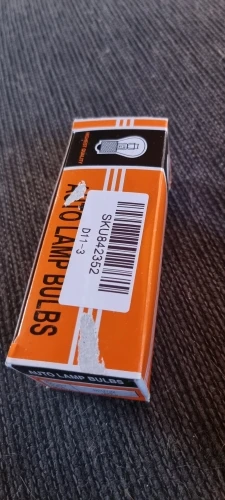 AUTO LAMP BULBS
SKU842352
D11-3
AUTO LAMP BULBS